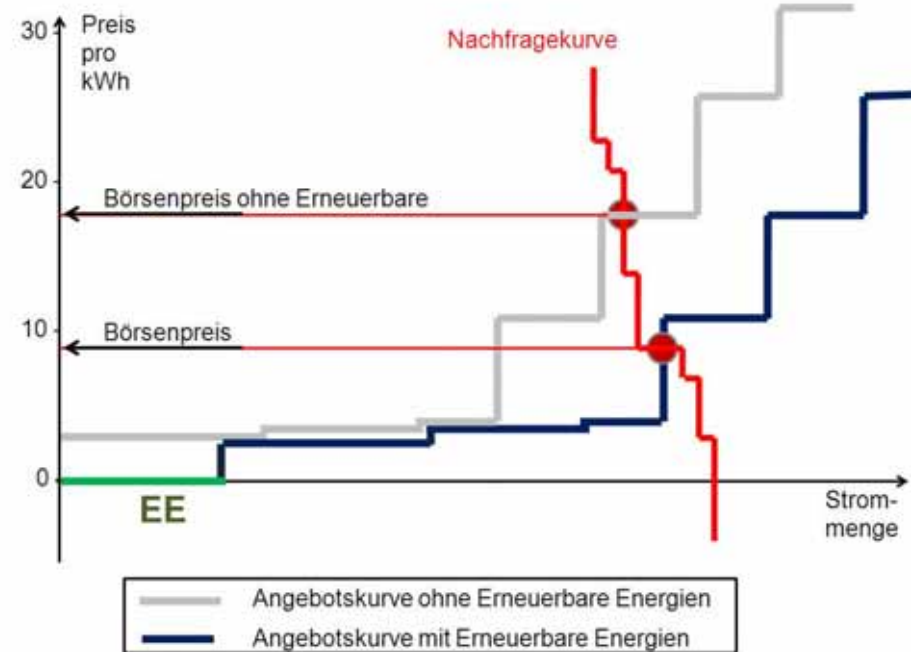 30
Preis
pro
kWh
Nachfragekurve
20
Börsenpreis ohne Erneuerbare
10
Börsenpreis
0
EE
Strom-
menge
Angebotskurve ohne Erneuerbare Energien
Angebotskurve mit Erneuerbare Energien